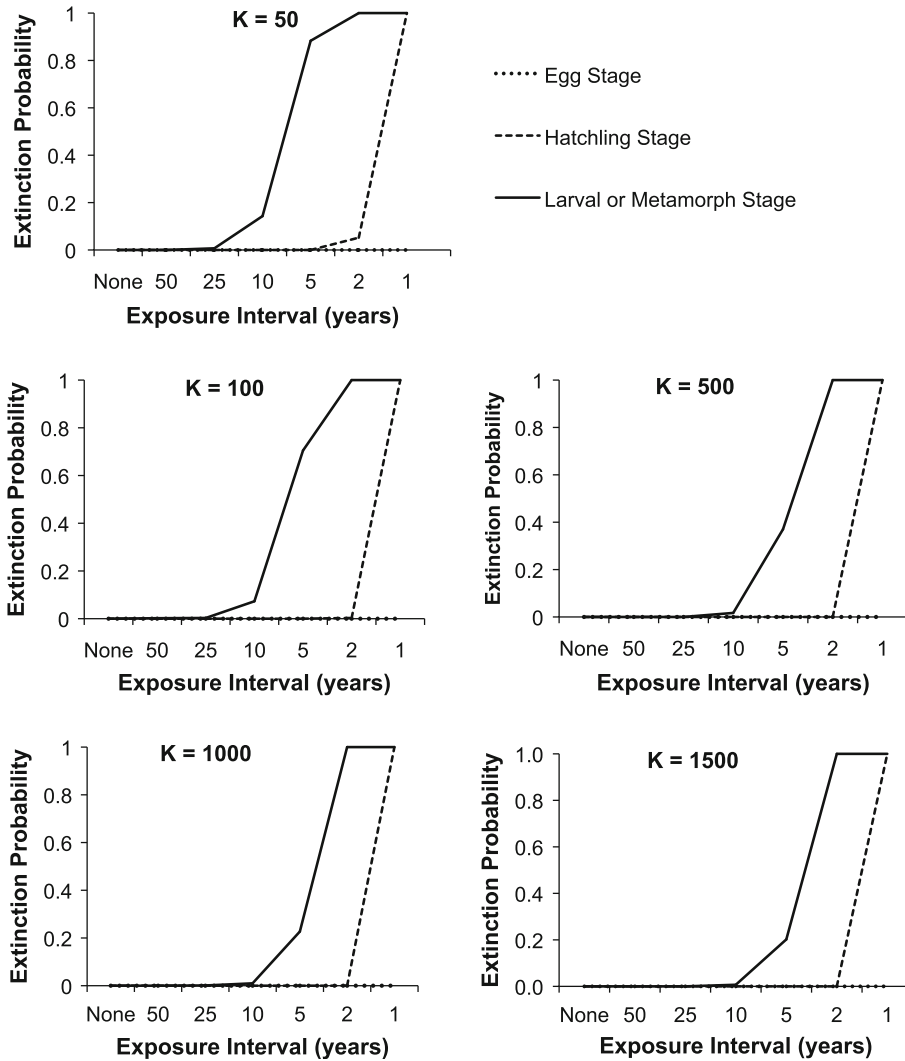 K = 50
Extinction Probability
1
0.8
0.6
0.4
0.2
0
None 50 25 10 5 2 1
Exposure Interval (years)
Egg Stage
Hatchling Stage
Larval or Metamorph Stage
K = 100
Extinction Probability
1
0.8
0.6
0.4
0.2
0
None 50 25 10 5 2 1
Exposure Interval (years)
K = 500
Extinction Probability
1
0.8
0.6
0.4
0.2
0
None 50 25 10 5 2 1
Exposure Interval (years)
K = 1000
Extinction Probability
1
0.8
0.6
0.4
0.2
0
None 50 25 10 5 2 1
Exposure Interval (years)
K = 1500
Extinction Probability
1.0
0.8
0.6
0.4
0.2
0.0
None 50 25 10 5 2 1
Exposure Interval (years)